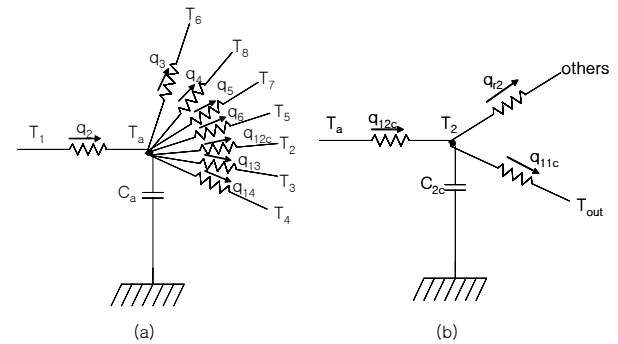 T6
T8
q3
q4
T7
q5
T5
q6
T1
q2
Ta
q12c
T2
q13
T3
q14
T4
Ca
(a)
others
qr2
Ta
q12c
T2
q11c
C2c
Tout
(b)